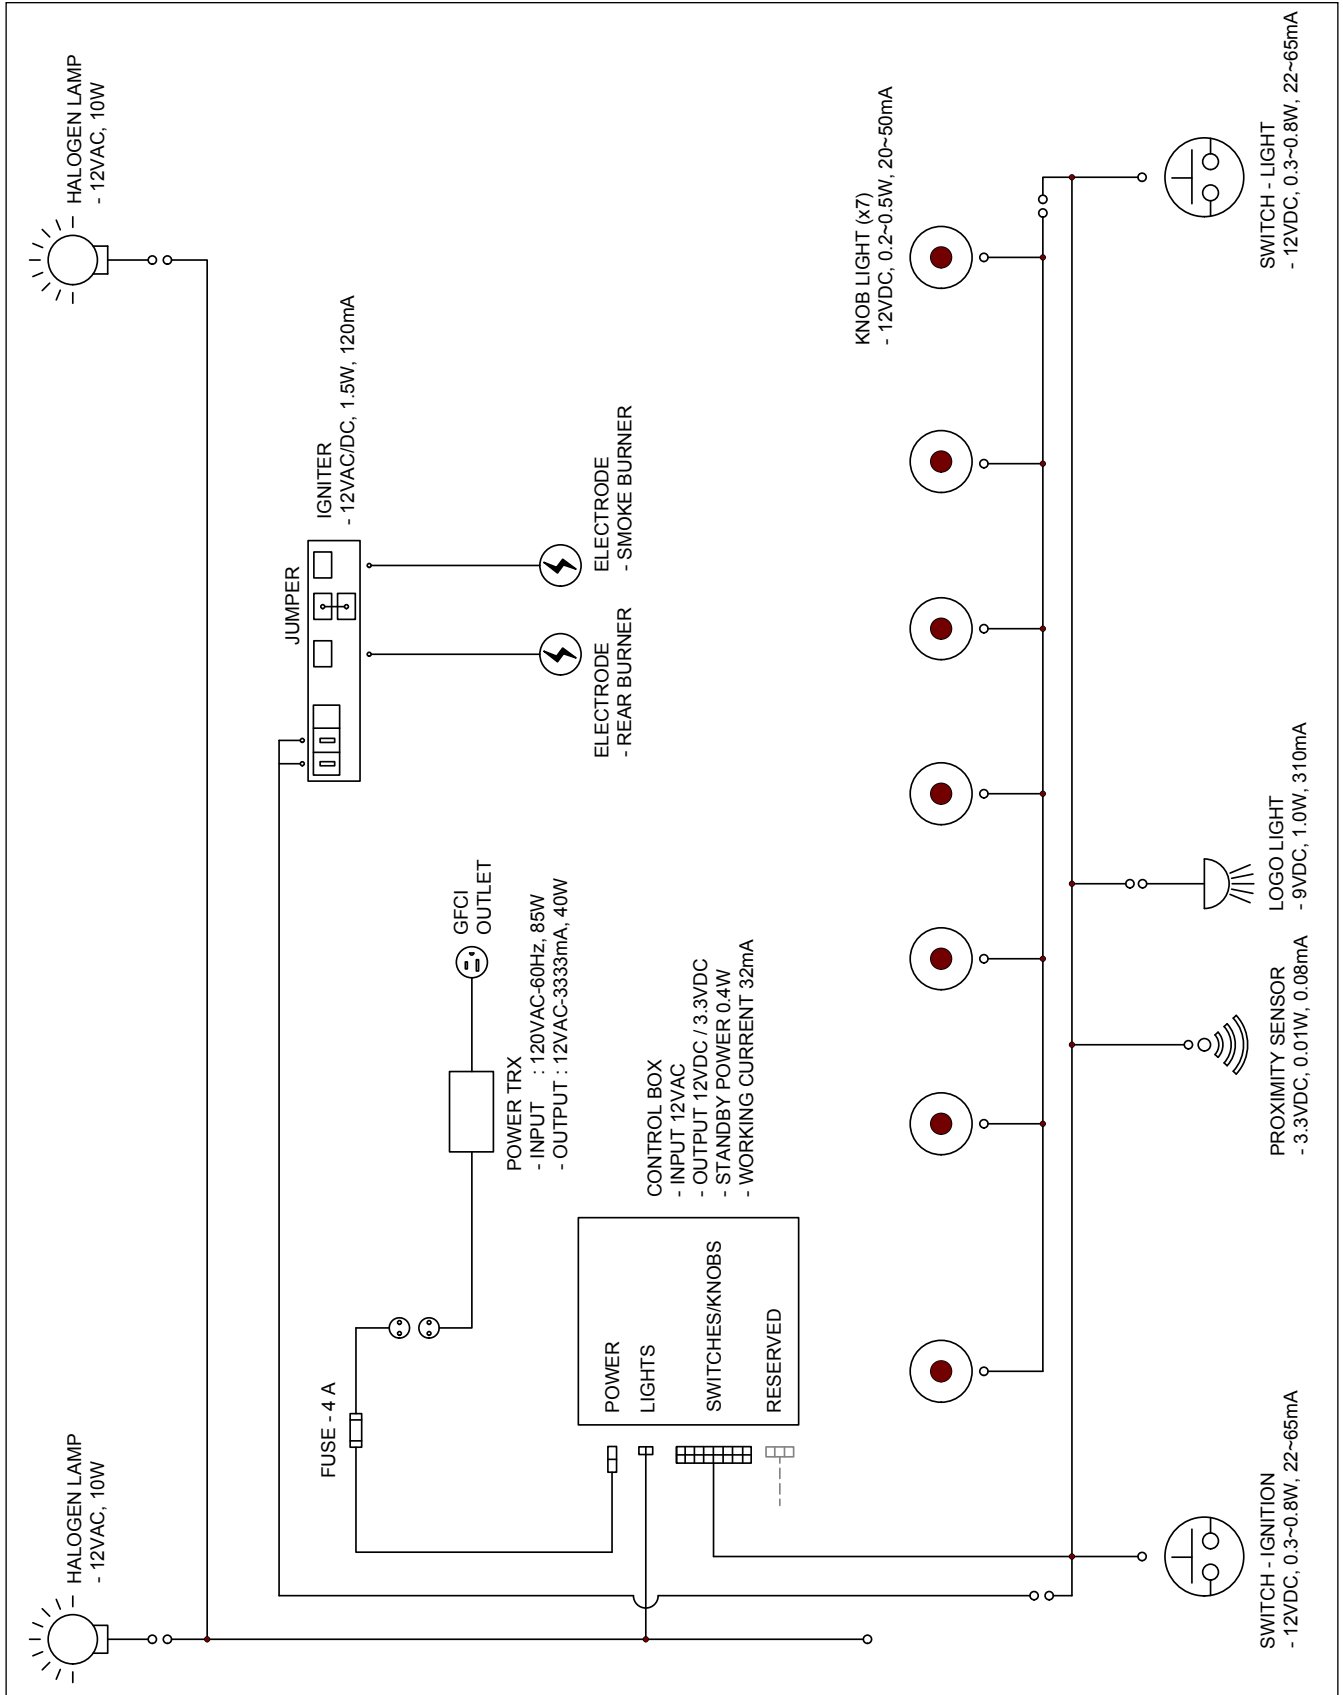 HALOGEN LAMP
- 12VAC, 10W
HALOGEN LAMP
- 12VAC, 10W
FUSE - 4 A
JUMPER
IGNITER
- 12VAC/DC, 1.5W, 120mA
GFCI
OUTLET
POWER TRX
- INPUT : 120VAC-60Hz, 85W
- OUTPUT : 12VAC-3333mA, 40W
ELECTRODE
- REAR BURNER
ELECTRODE
- SMOKE BURNER
POWER
LIGHTS
SWITCHES/KNOBS
RESERVED
CONTROL BOX
- INPUT 12VAC
- OUTPUT 12VDC / 3.3VDC
- STANDBY POWER 0.4W
- WORKING CURRENT 32mA
KNOB LIGHT (x7)
- 12VDC, 0.2~0.5W, 20~50mA
SWITCH - IGNITION
- 12VDC, 0.3~0.8W, 22~65mA
PROXIMITY SENSOR
- 3.3VDC, 0.01W, 0.08mA
LOGO LIGHT
- 9VDC, 1.0W, 310mA
SWITCH - LIGHT
- 12VDC, 0.3~0.8W, 22~65mA